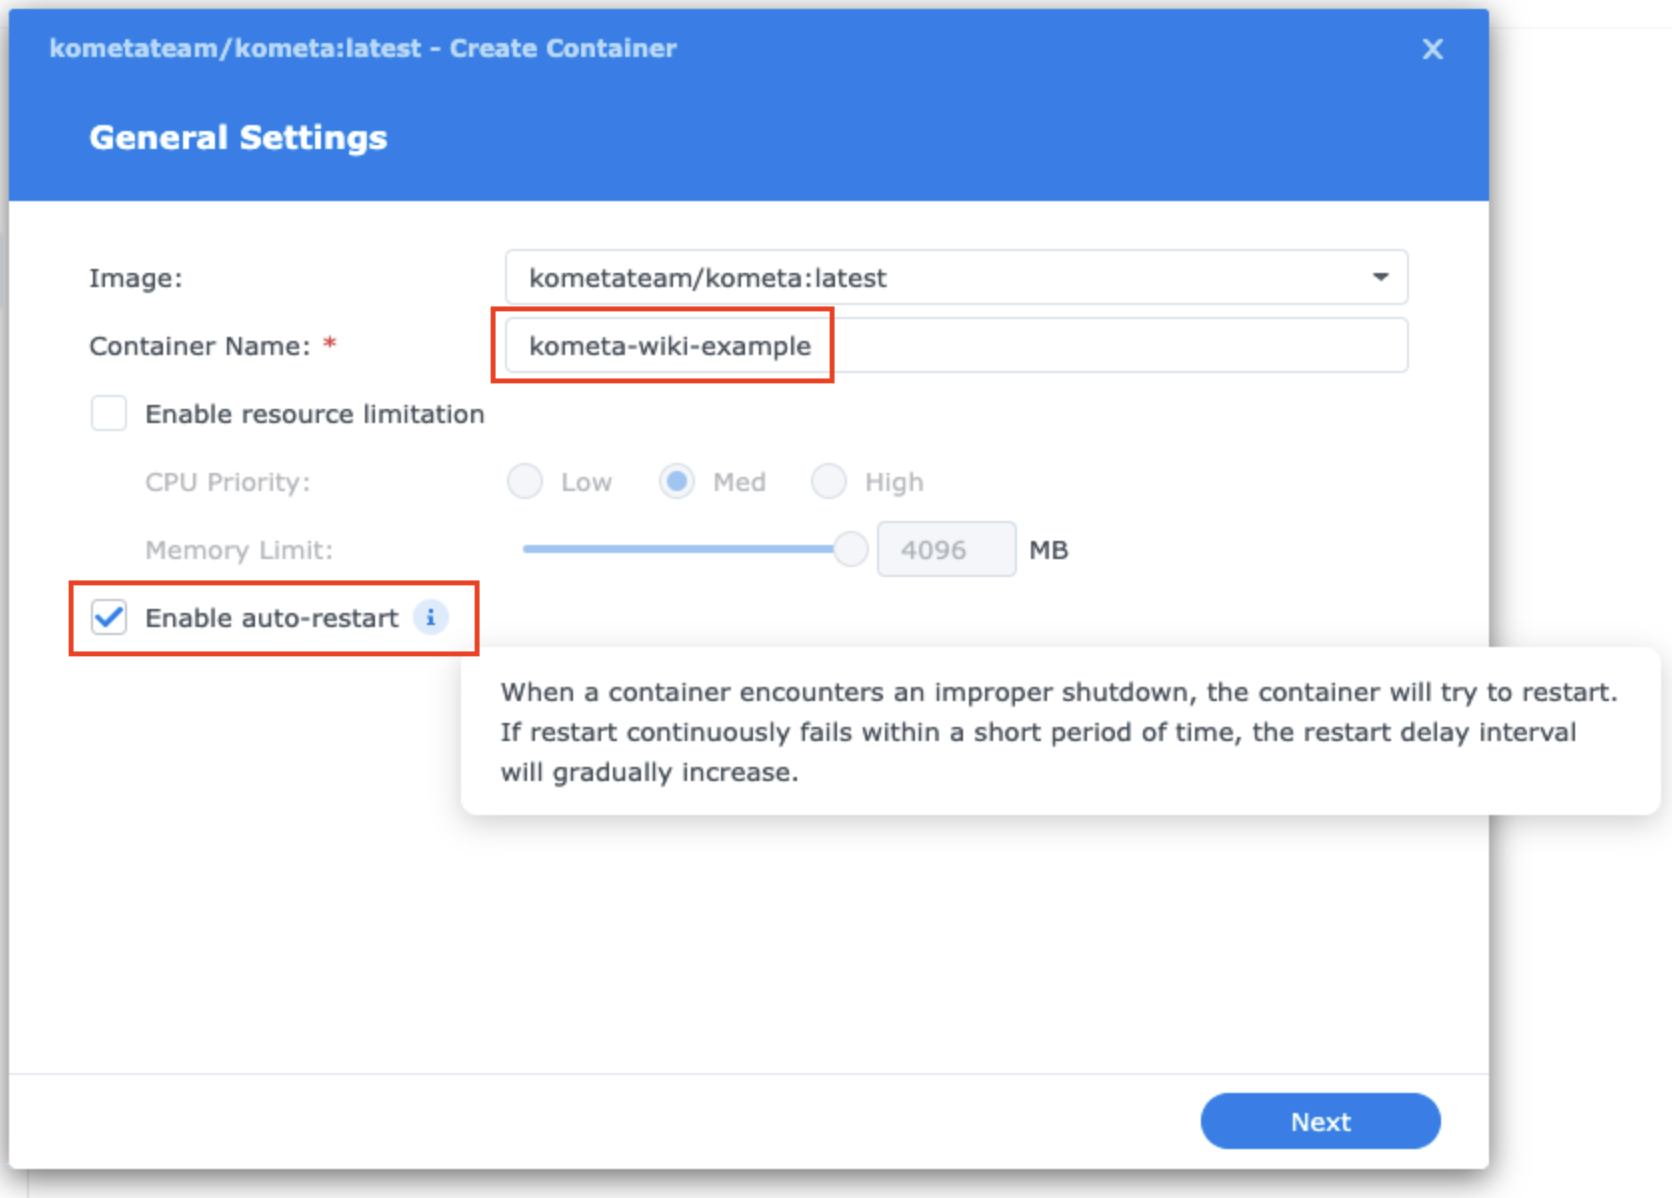 kometateam/kometa:latest - Create Container X
General Settings
Image: kometateam/kometa:latest
Container Name: * kometa-wiki-example
Enable resource limitation
CPU Priority: Low Med High
Memory Limit: 4096 MB
Enable auto-restart i
When a container encounters an improper shutdown, the container will try to restart.
If restart continuously fails within a short period of time, the restart delay interval
will gradually increase.
Next